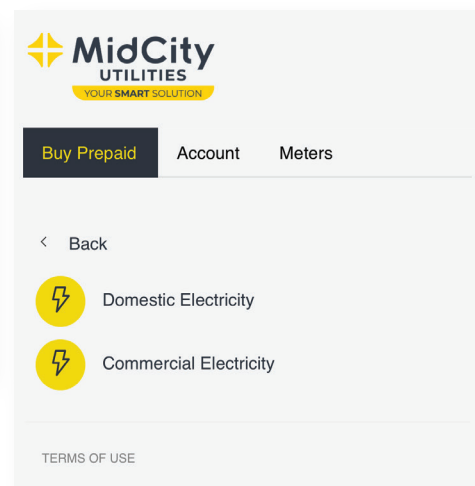 MidCity
UTILITIES
YOUR SMART SOLUTION
Buy Prepaid Account Meters
< Back
Domestic Electricity
Commercial Electricity
TERMS OF USE